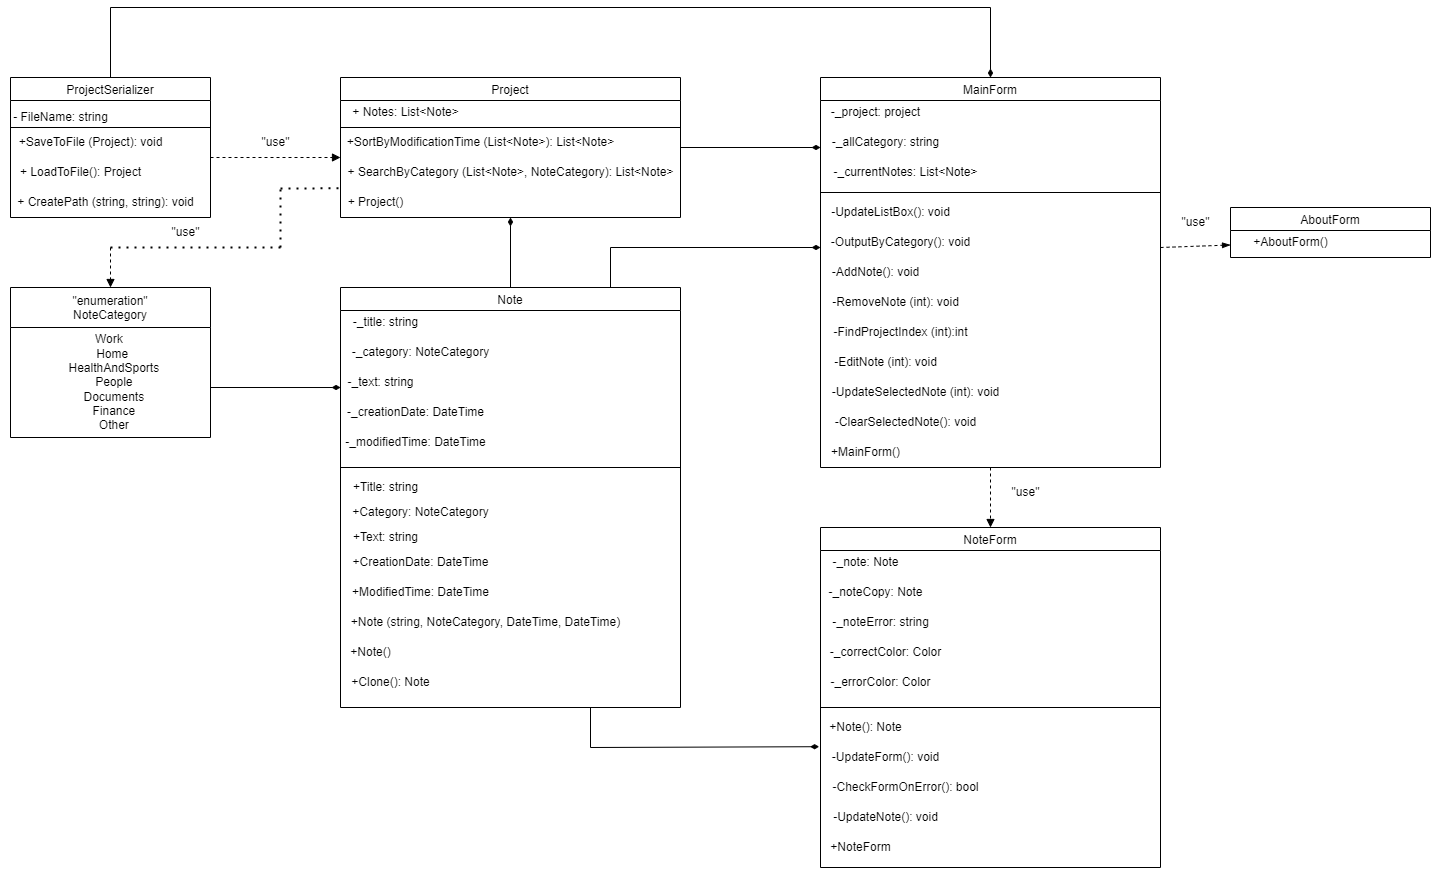 ProjectSerializer
- FileName: string
+SaveToFile (Project): void
+ LoadToFile(): Project
+ CreatePath (string, string): void
"use"
"use"
Project
+ Notes: List<Note>
+SortByModificationTime (List<Note>): List<Note>
+ SearchByCategory (List<Note>, NoteCategory): List<Note>
+ Project()
MainForm
-_project: project
-_allCategory: string
-_currentNotes: List<Note>
-UpdateListBox(): void
-OutputByCategory(): void
-AddNote(): void
-RemoveNote (int): void
-FindProjectIndex (int):int
-EditNote (int): void
-UpdateSelectedNote (int): void
-ClearSelectedNote(): void
+MainForm()
"use"
AboutForm
+AboutForm()
"enumeration"
NoteCategory
Work
Home
HealthAndSports
People
Documents
Finance
Other
Note
-_title: string
-_category: NoteCategory
-_text: string
-_creationDate: DateTime
-_modifiedTime: DateTime
+Title: string
+Category: NoteCategory
+Text: string
+CreationDate: DateTime
+ModifiedTime: DateTime
+Note (string, NoteCategory, DateTime, DateTime)
+Note()
+Clone(): Note
"use"
NoteForm
-_note: Note
-_noteCopy: Note
-_noteError: string
-_correctColor: Color
-_errorColor: Color
+Note(): Note
-UpdateForm(): void
-CheckFormOnError(): bool
-UpdateNote(): void
+NoteForm